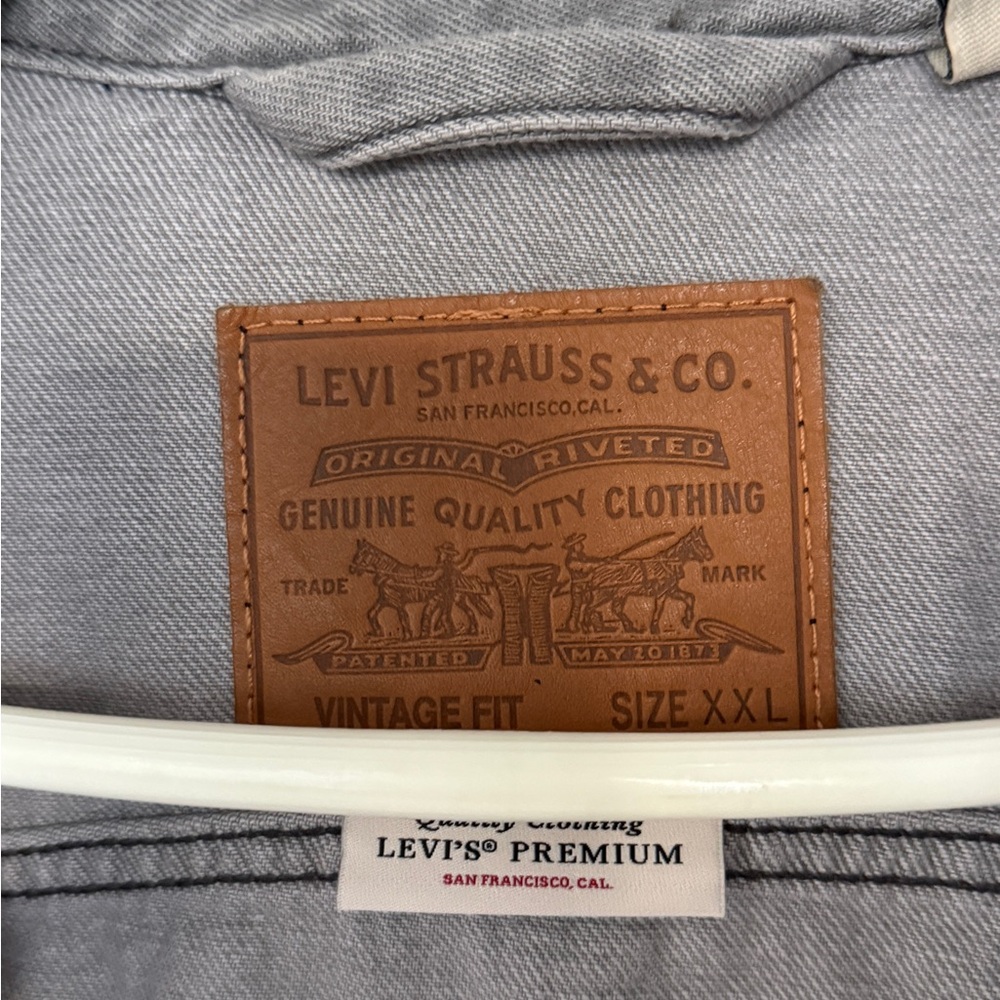 LEVI STRAUSS & CO.
SAN FRANCISCO, CAL.
ORIGINAL RIVETED
GENUINE QUALITY CLOTHING
TRADE MARK
PATENTED MAY 20 1873
VINTAGE FIT SIZE XXL
Quality Clothing
LEVI'S® PREMIUM
SAN FRANCISCO, CAL.